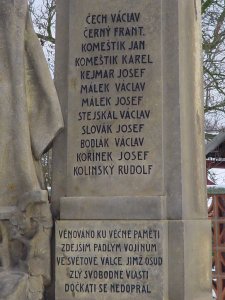 ČECH VÁCLAV
ČERNÝ FRANT.
KOMEŠTÍK JAN
KOMEŠTÍK KAREL
KEJMAR JOSEF
MÁLEK VÁCLAV
MÁLEK JOSEF
STEJSKAL VÁCLAV
SLOVÁK JOSEF
BODLÁK VÁCLAV
KOŘÍNEK JOSEF
KOLINSKÝ RUDOLF
VĚNOVÁNO KU VĚČNÉ PAMĚTI
ZDEJŠÍM PADLÝM VOJÍNŮM
VE SVĚTOVÉ VÁLCE, JIMŽ OSUD
ZLÝ SVOBODNÉ VLASTI
DOČKATI SE NEDOPŘÁL